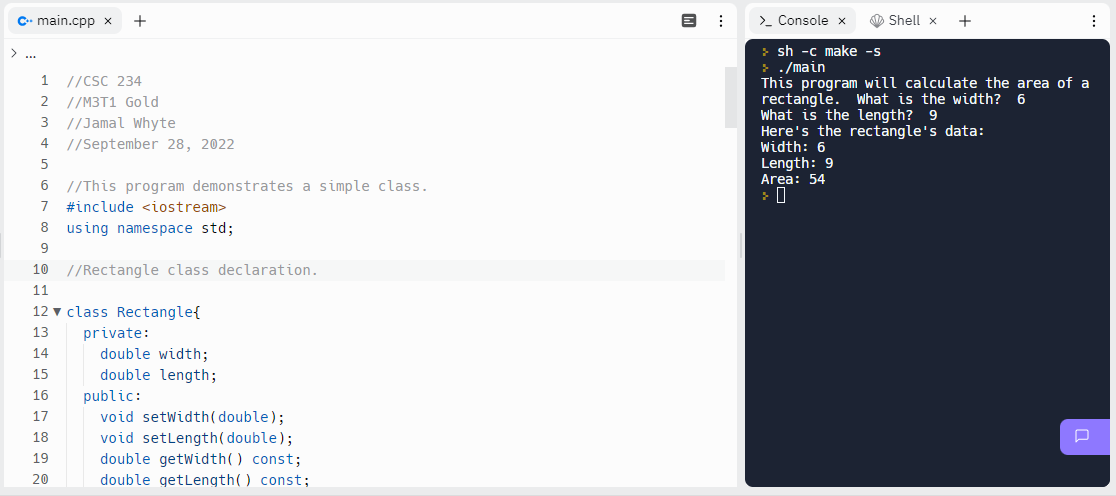 main.cpp
...
1 //CSC 234
2 //M3T1 Gold
3 //Jamal Whyte
4 //September 28, 2022
5
6 //This program demonstrates a simple class.
7 #include <iostream>
8 using namespace std;
9
10 //Rectangle class declaration.
11
12 class Rectangle{
13 private:
14 double width;
15 double length;
16 public:
17 void setWidth(double);
18 void setLength(double);
19 double getWidth() const;
20 double getLength() const;
>_ Console
Shell
sh -c make -s
./main
This program will calculate the area of a
rectangle.  What is the width?  6
What is the length?  9
Here's the rectangle's data:
Width: 6
Length: 9
Area: 54